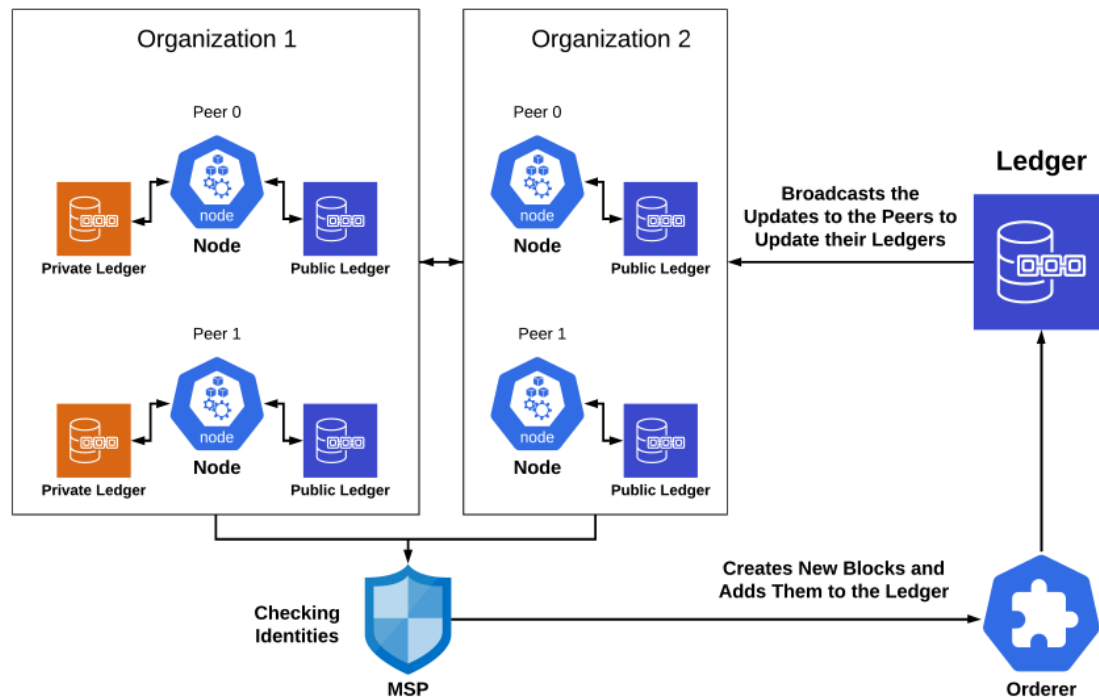 Organization 1
Organization 2
Peer 0
node
Node
Private Ledger
Public Ledger
Peer 0
node
Node
Public Ledger
Peer 1
node
Node
Private Ledger
Public Ledger
Peer 1
node
Node
Public Ledger
Ledger
Broadcasts the
Updates to the Peers to
Update their Ledgers
Checking
Identities
MSP
Creates New Blocks and
Adds Them to the Ledger
Orderer